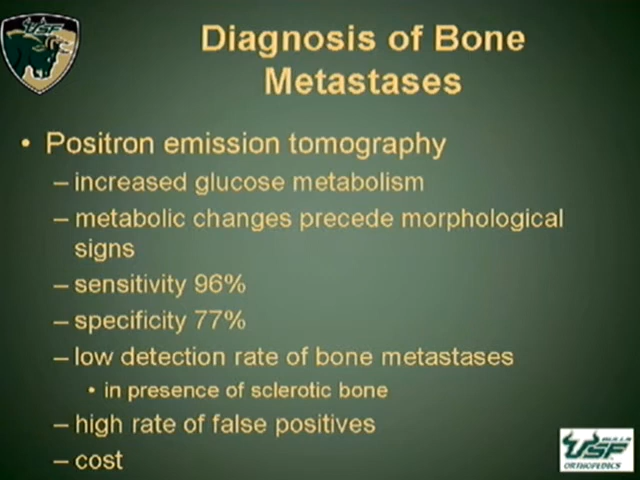 USF
Diagnosis of Bone
Metastases
• Positron emission tomography
– increased glucose metabolism
– metabolic changes precede morphological
signs
– sensitivity 96%
– specificity 77%
– low detection rate of bone metastases
• in presence of sclerotic bone
– high rate of false positives
– cost
BULLS
USF
ORTHOPEDICS